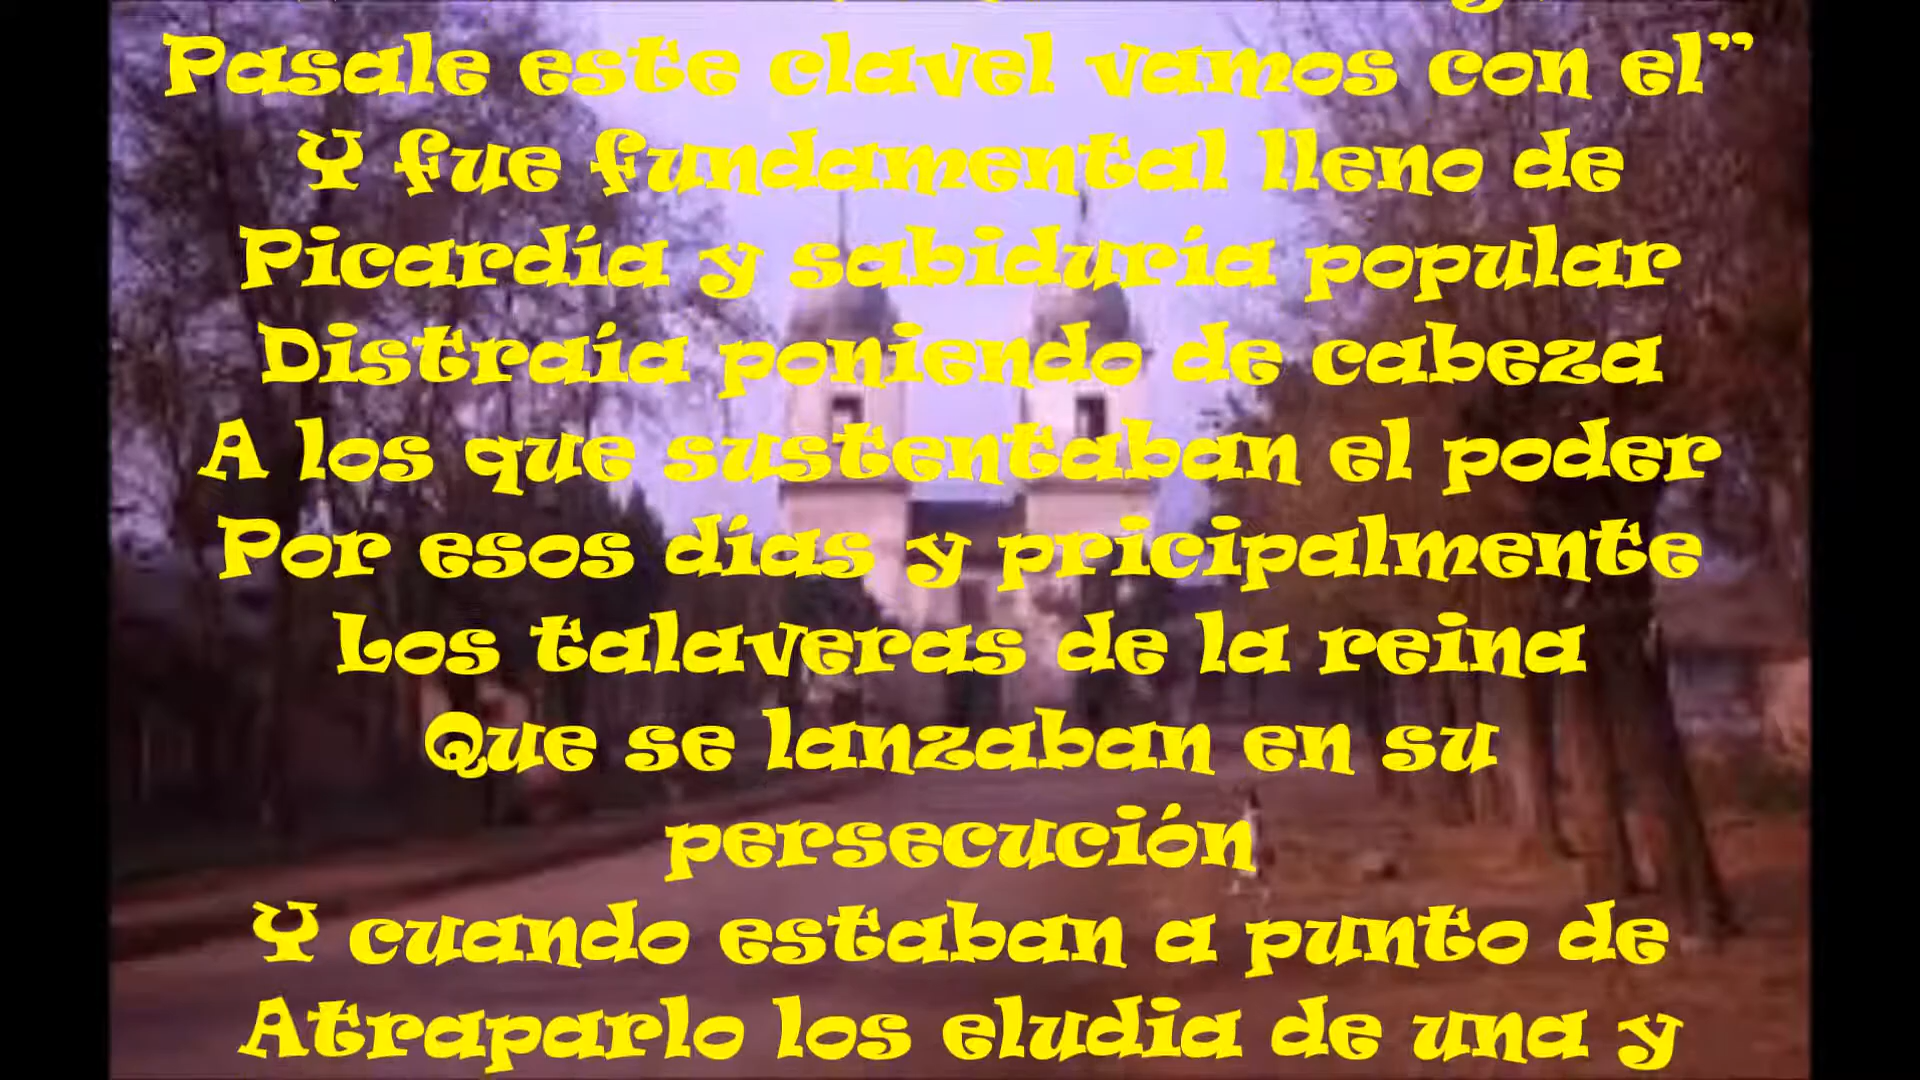 Pasale este clavel vamos con el”
Y fue fundamental lleno de
Picardía y sabiduría popular
Distraía poniendo de cabeza
A los que sustentaban el poder
Por esos días y pricipalmente
Los talaveras de la reina
Que se lanzaban en su
persecución
Y cuando estaban a punto de
Atraparlo los eludia de una y